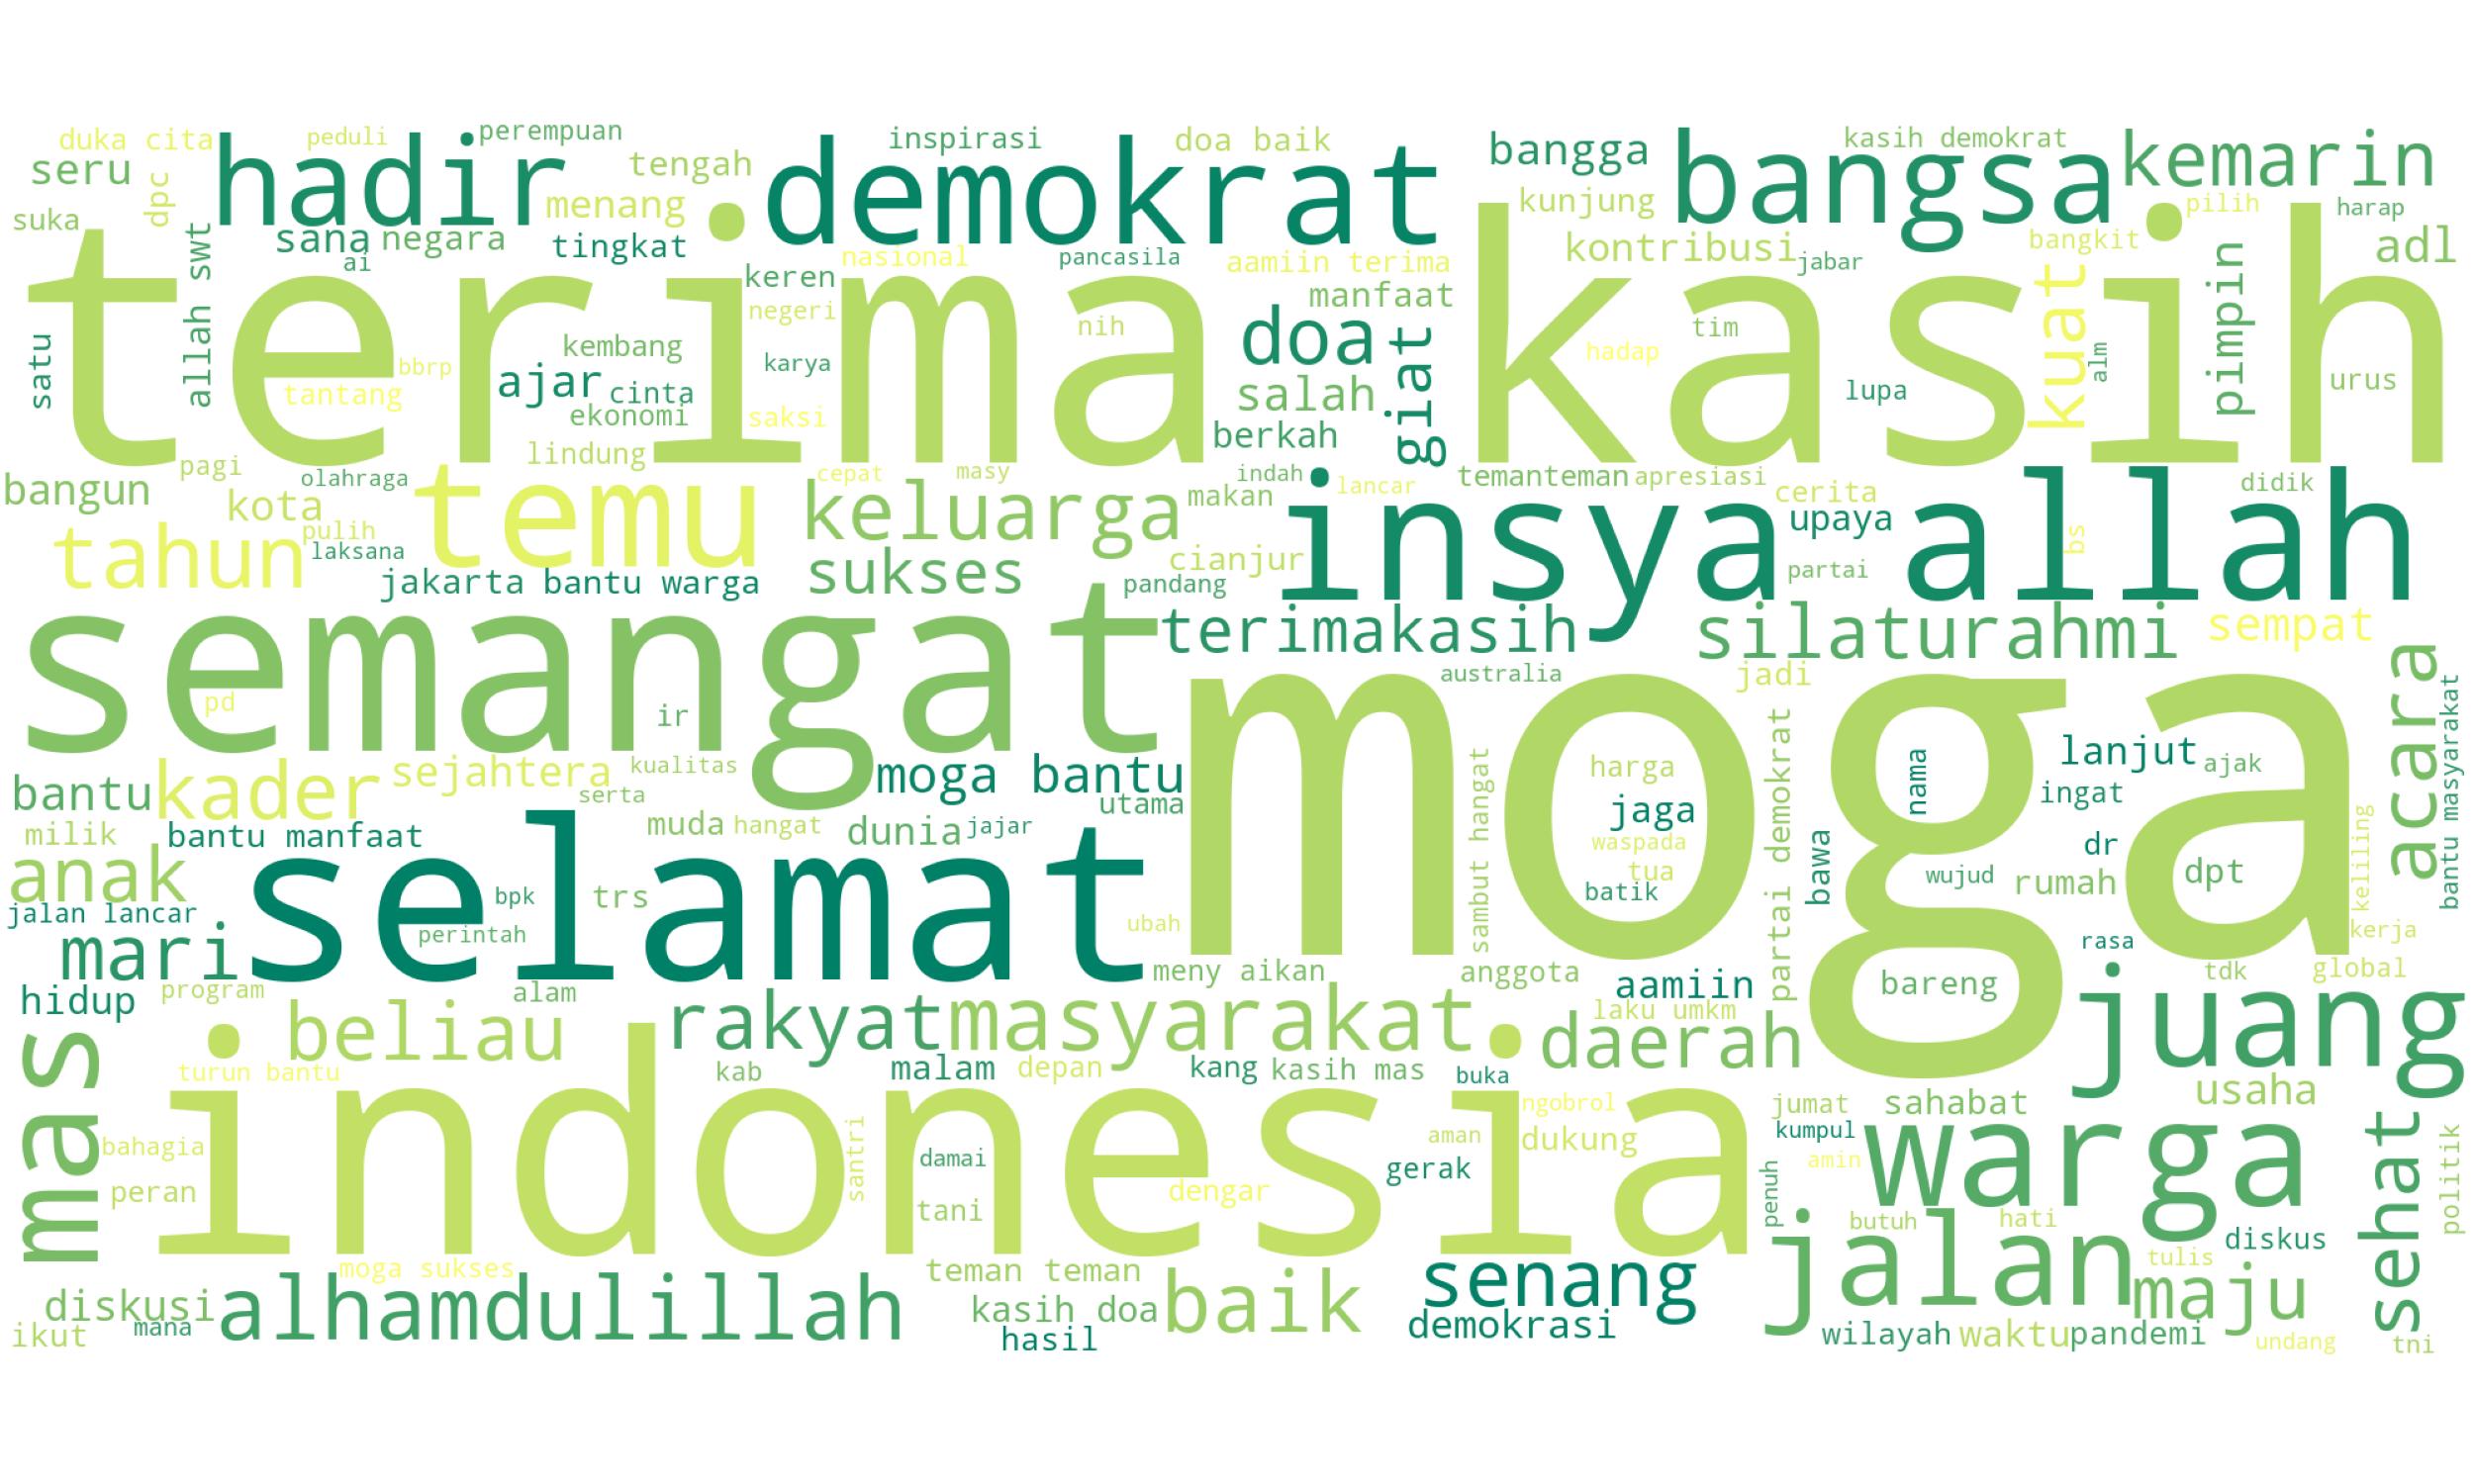 duka cita
peduli
perempuan
inspirasi
doa baik
kasih demokrat
seru
dpc
hadir
tengah
demokrat
bangga
bangsa
kemarin
suka
allah swt
sana
negara
menang
tingkat
kunjung
kontribusi
jabar
pilih
harap
bangkit
adl
ai
nasional
pancasila
aamiin terima
keren
manfaat
terima kasih
satu
negeri
nih
doa
giat
hadap
tim
kuat
alm
pimpin
kembang
bbrp
tantang
ajar
cinta
karya
ekonomi
saksi
salah
lupa
urus
berkah
lindung
pagi
bangun
olahraga
kota
temu
cepat
masy
keluarga
makan
indah
lancar
temanteman
apresiasi
cerita
didik
upaya
insya allah
bs
tahun
pulih
laksana
jakarta
bantu warga
sukses
cianjur
pandang
partai
semangat
terimakasih
silaturahmi
sempat
australia
jadi
acara
bantu masyarakat
pd
ir
moga
bantu
kader
sejahtera
kualitas
serta
moga bantu
utama
sambut hangat
harga
jaga
waspada
tua
batik
partai demokrat
nama
bawa
lanjut
ajak
ingat
milik
bantu manfaat
muda
hangat
dunia
jajar
dr
dpt
wujud
rumah
keliling
anak
selamat
bpk
trs
perintah
ubah
jalan lancar
mari
rasa
kerja
meny aikan
anggota
aamiin
bareng
tdk
global
hidup
program
alam
juang
mas
beliau
rakyat
masyarakat
laku umkm
daerah
turun bantu
kab
malam
depan
kang
kasih mas
buka
usaha
indonesia
ngobrol
jumat
sahabat
bahagia
santri
damai
aman
dukung
kumpul
warga
sehat
politik
peran
tani
dengar
gerak
amin
penuh
butuh
hati
diskus
jalan
tulis
moga sukses
teman teman
senang
maju
diskusi
alhamdulillah
kasih doa
baik
demokrasi
ikut
mana
hasil
wilayah
waktu
pandemi
undang
tni